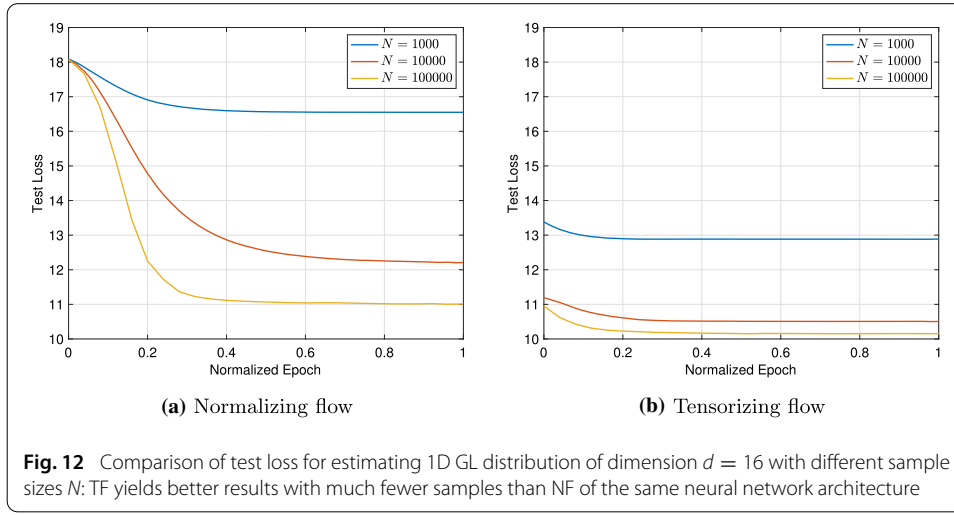 19
18
17
16
15
14
13
12
11
10
Test Loss
0
0.2
0.4
0.6
0.8
1
Normalized Epoch
N = 1000
N = 10000
N = 100000
(a) Normalizing flow
19
18
17
16
15
14
13
12
11
10
Test Loss
0
0.2
0.4
0.6
0.8
1
Normalized Epoch
N = 1000
N = 10000
N = 100000
(b) Tensorizing flow
Fig. 12 Comparison of test loss for estimating 1D GL distribution of dimension d = 16 with different sample
sizes N: TF yields better results with much fewer samples than NF of the same neural network architecture